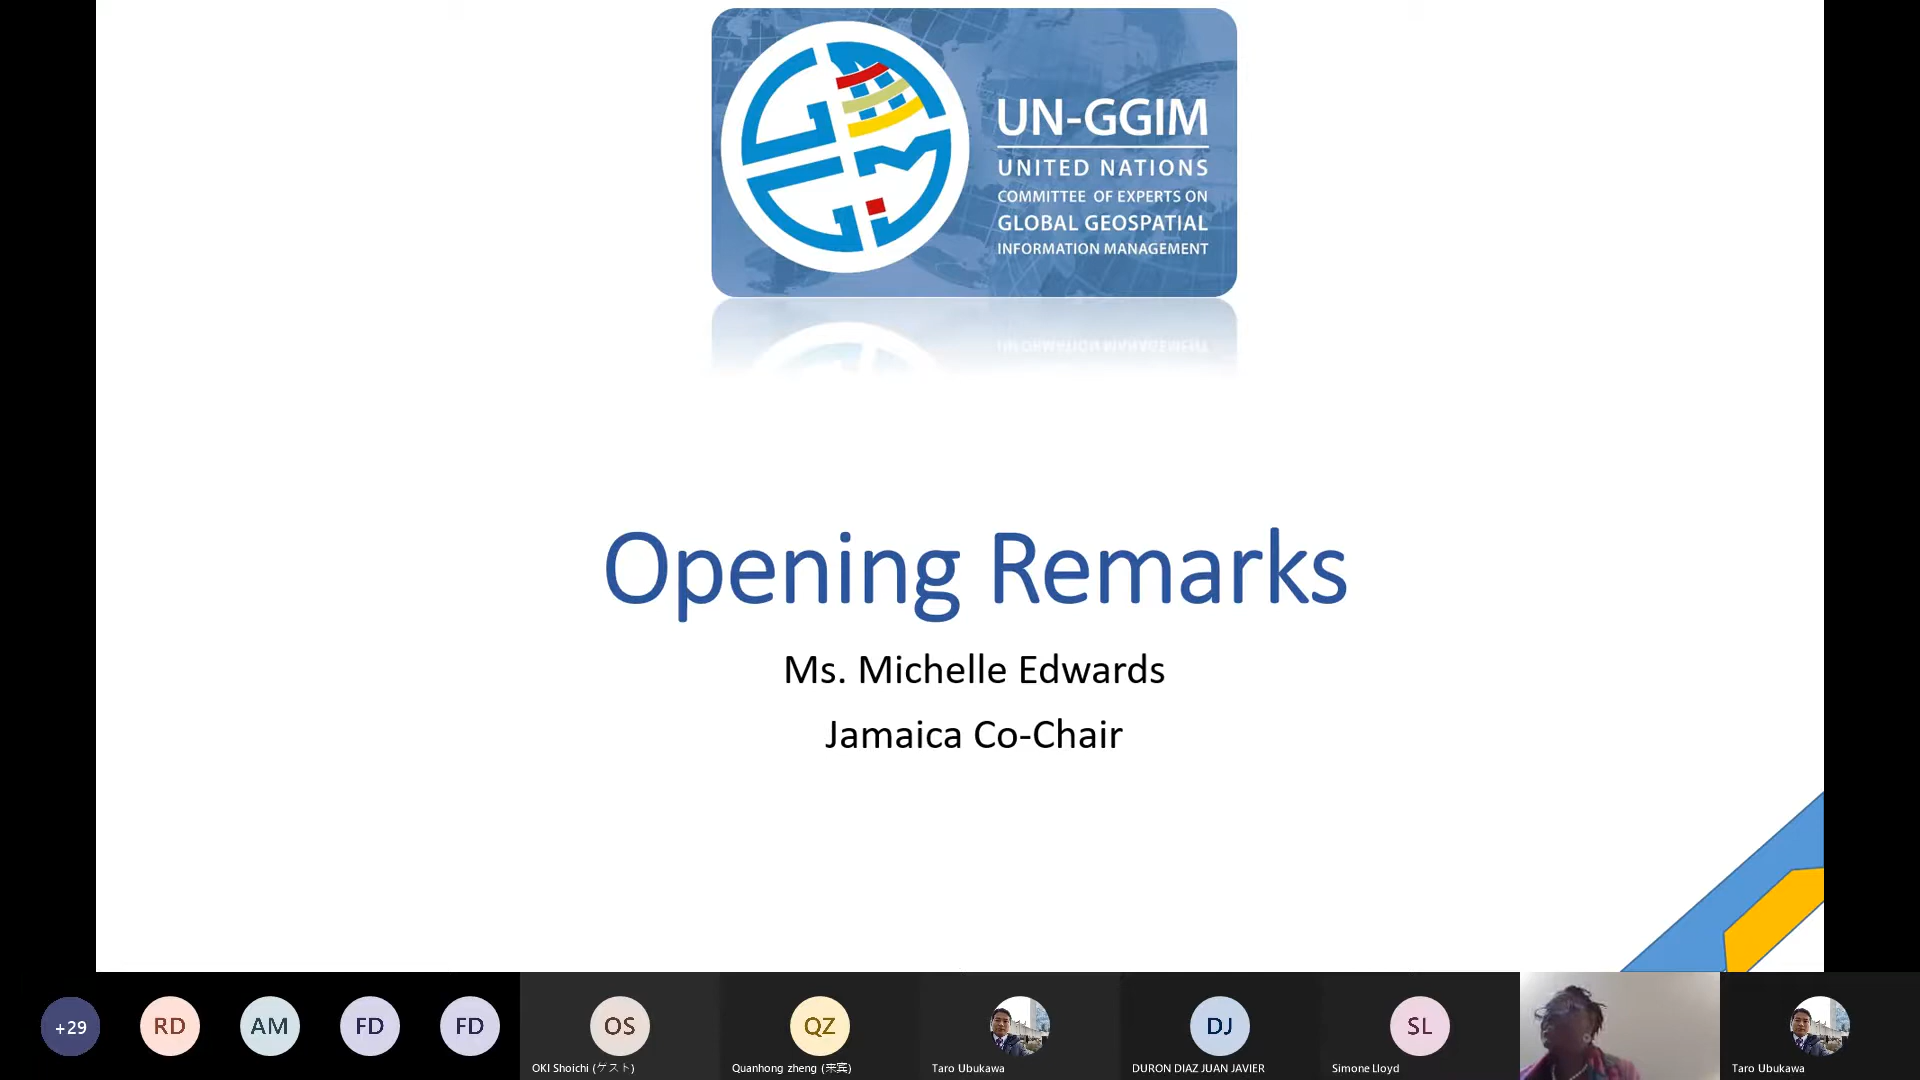 UN-GGIM
UNITED NATIONS
COMMITTEE OF EXPERTS ON
GLOBAL GEOSPATIAL
INFORMATION MANAGEMENT
Opening Remarks
Ms. Michelle Edwards
Jamaica Co-Chair
+29
RD
AM
FD
FD
OS
OKI Shoichi (ゲスト)
QZ
Quanhong zheng (来宾)
Taro Ubukawa
DJ
DURON DIAZ JUAN JAVIER
SL
Simone Lloyd
Taro Ubukawa